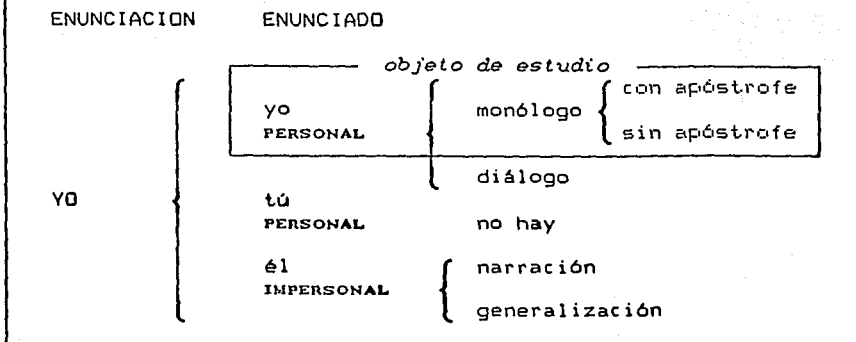 ENUNCIACION ENUNCIADO
objeto de estudio
con apóstrofe
yo monólogo
PERSONAL sin apóstrofe
diálogo
YO tú
PERSONAL no hay
él narración
IMPERSONAL
generalización